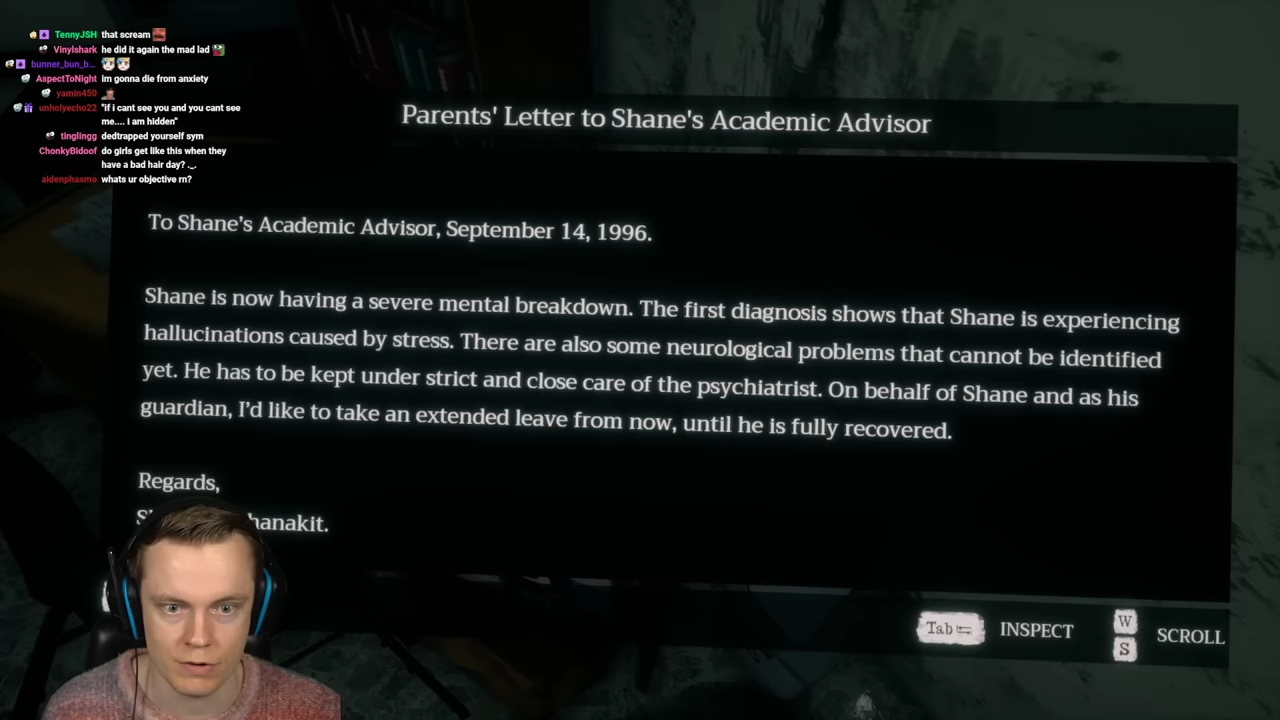 TennyJSH that scream
Vinylshark he did it again the mad lad
bunner_bun_b...
AspectToNight im gonna die from anxiety
yamin450
unholyecho22 "if i cant see you and you cant see
me.... i am hidden"
tinglingg dedtrapped yourself sym
ChonkyBidoof do girls get like this when they
have a bad hair day? ._.
aidenphasmo whats ur objective rn?
Parents' Letter to Shane's Academic Advisor
To Shane's Academic Advisor, September 14, 1996.
Shane is now having a severe mental breakdown. The first diagnosis shows that Shane is experiencing
hallucinations caused by stress. There are also some neurological problems that cannot be identified
yet. He has to be kept under strict and close care of the psychiatrist. On behalf of Shane and as his
guardian, I'd like to take an extended leave from now, until he is fully recovered.
Regards,
Tab INSPECT
W
S
SCROLL